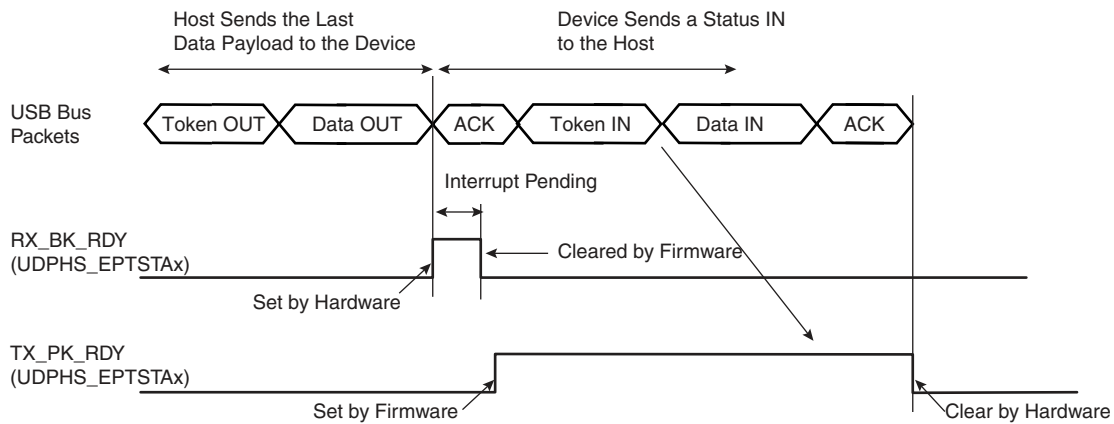 Host Sends the Last
Data Payload to the Device
Device Sends a Status IN
to the Host
USB Bus
Packets
Token OUT
Data OUT
ACK
Token IN
Data IN
ACK
Interrupt Pending
RX_BK_RDY
(UDPHS_EPTSTAx)
Cleared by Firmware
Set by Hardware
TX_PK_RDY
(UDPHS_EPTSTAx)
Set by Firmware
Clear by Hardware